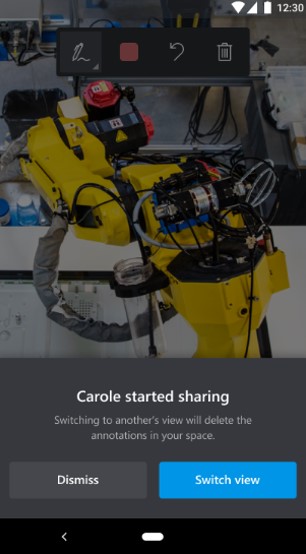 12:30
Carole started sharing
Switching to another's view will delete the
annotations in your space.
Dismiss
Switch view